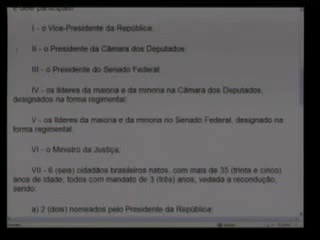 e dele participam:
I - o Vice-Presidente da República;
II - o Presidente da Câmara dos Deputados;
III - o Presidente do Senado Federal;
IV - os líderes da maioria e da minoria na Câmara dos Deputados,
designados na forma regimental;
V - os líderes da maioria e da minoria no Senado Federal, designado na
forma regimental;
VI - o Ministro da Justiça;
VII - 6 (seis) cidadãos brasileiros natos, com mais de 35 (trinta e cinco)
anos de idade, todos com mandato de 3 (três) anos, vedada a recondução,
sendo:
a) 2 (dois) nomeados pelo Presidente da República;